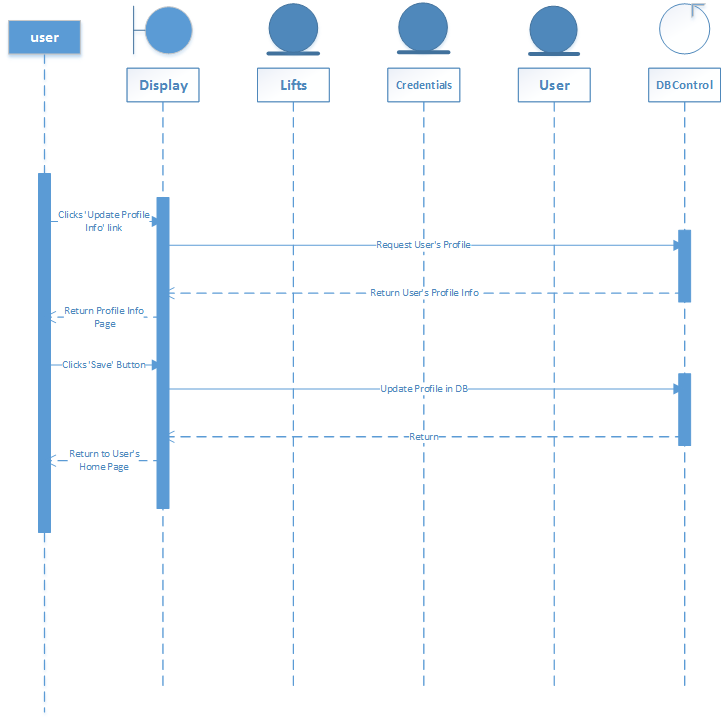 user
Display
Lifts
Credentials
User
DBControl
Clicks 'Update Profile
Info' link
Request User's Profile
Return User's Profile Info
Return Profile Info
Page
Clicks 'Save' Button
Update Profile in DB
Return
Return to User's
Home Page